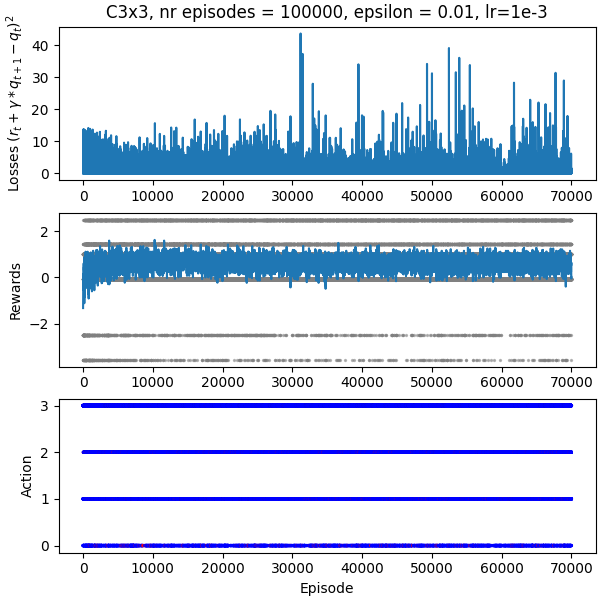 C3x3, nr episodes = 100000, epsilon = 0.01, lr=1e-3
Losses $(r_t + \gamma * q_{t+1} - q_t)^2$
40
30
20
10
0
0 10000 20000 30000 40000 50000 60000 70000
Rewards
2
0
−2
0 10000 20000 30000 40000 50000 60000 70000
Action
3
2
1
0
0 10000 20000 30000 40000 50000 60000 70000
Episode